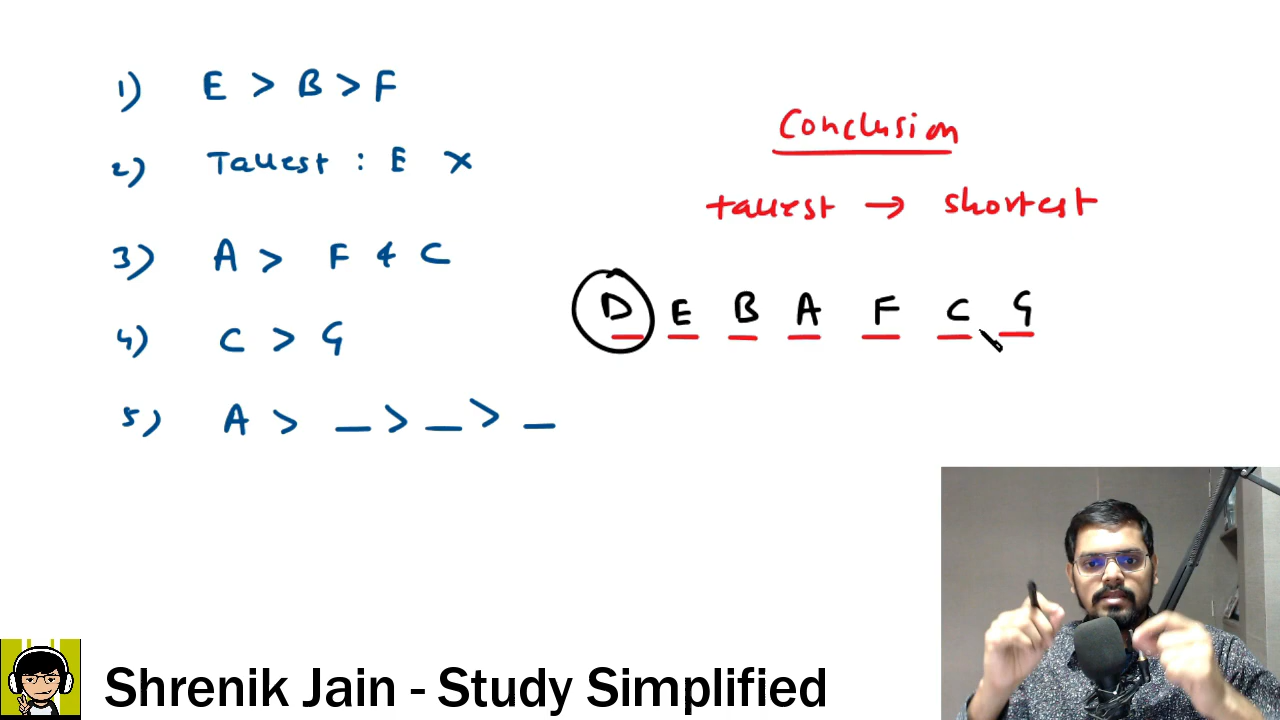 1) E > B > F
2) Tallest : E ×
3) A > F & C
4) C > G
5) A > _ > _ > _
Conclusion
tallest → shortest
D E B A F C G
Shrenik Jain - Study Simplified